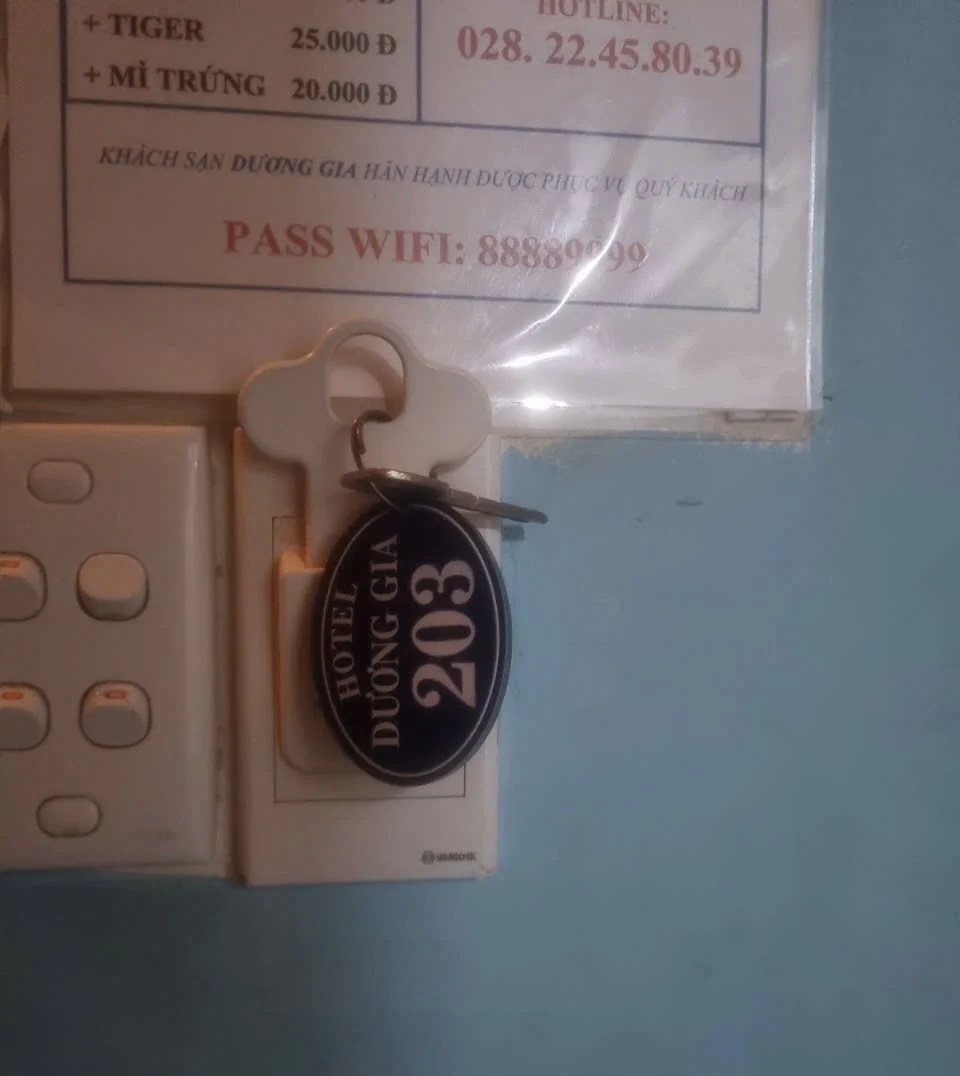 + TIGER 25.000 Đ
+ MÌ TRỨNG 20.000 Đ
HOTLINE:
028. 22.45.80.39
KHÁCH SẠN DƯƠNG GIA HÂN HẠNH ĐƯỢC PHỤC VỤ QUÝ KHÁCH
PASS WIFI: 88889999
HOTEL
DƯƠNG GIA
203